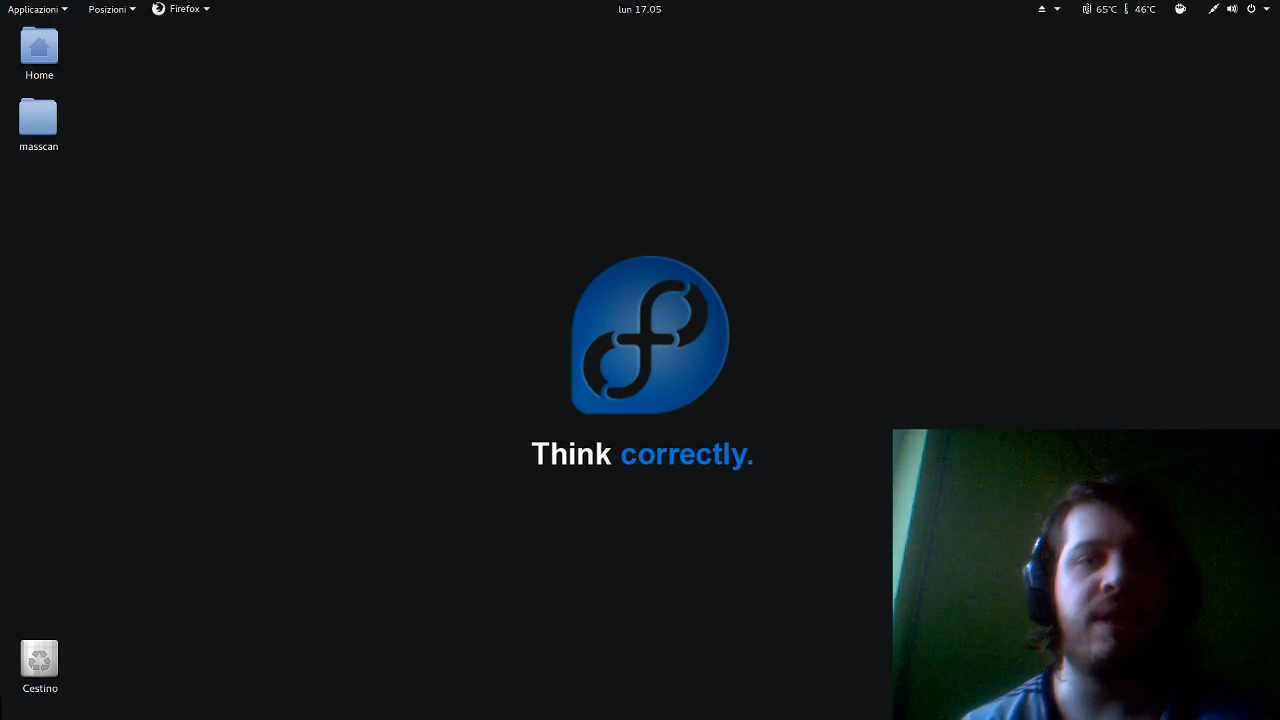 Applicazioni Posizioni Firefox lun 17.05 65°C 46°C
Home
masscan
Think correctly.
Cestino